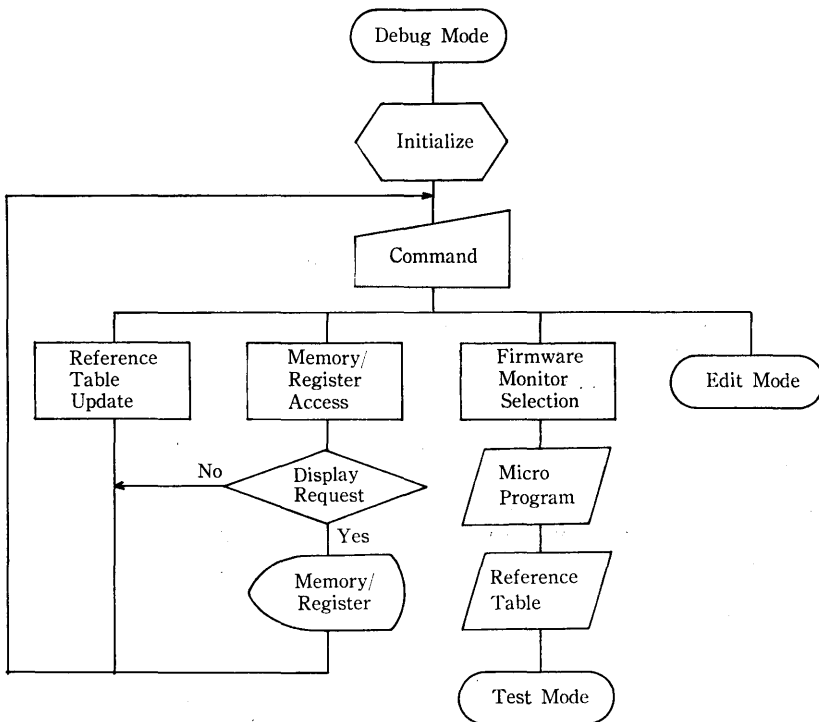 Debug Mode
Initialize
Command
Reference
Table
Update
Memory/
Register
Access
Firmware
Monitor
Selection
Edit Mode
No
Display
Request
Yes
Micro
Program
Memory/
Register
Reference
Table
Test Mode